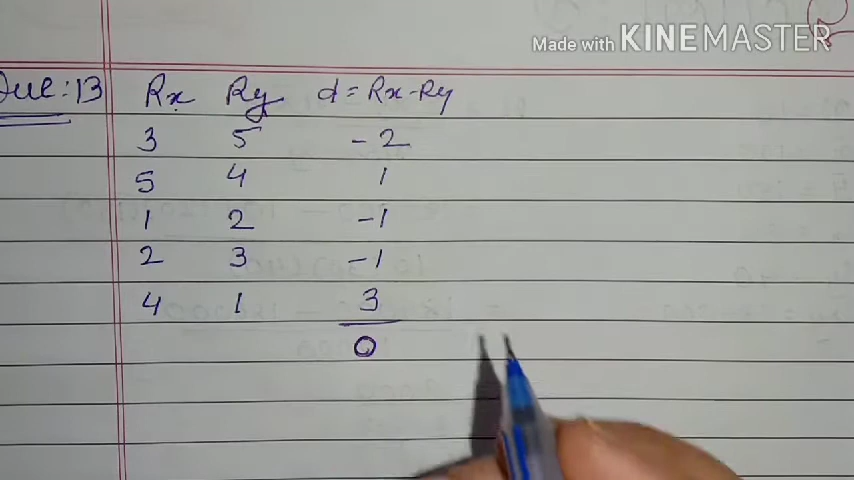 Made with KINEMASTER
Que:13 Rx Ry d = Rx-Ry
3 5 -2
5 4 1
1 2 -1
2 3 -1
4 1 3
0